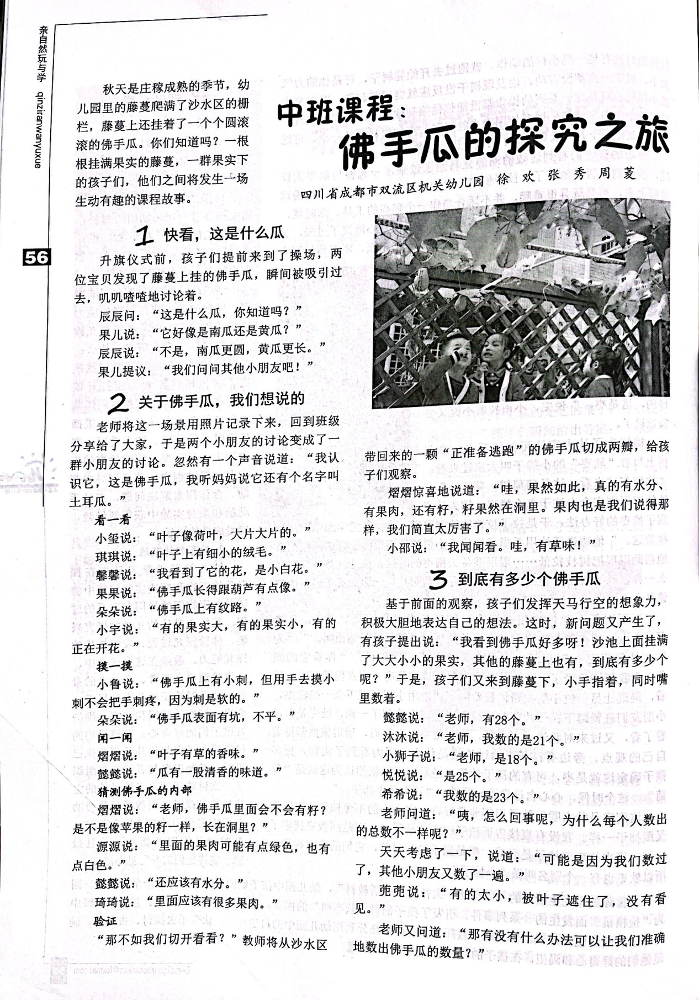 亲自然玩与学 qinziranwanyuxue
56
中班课程：
佛手瓜的探究之旅
四川省成都市双流区机关幼儿园 徐 欢 张 秀 周 菱
秋天是庄稼成熟的季节，幼
儿园里的藤蔓爬满了沙水区的栅
栏，藤蔓上还挂着了一个个圆滚
滚的佛手瓜。你们知道吗？一根
根挂满果实的藤蔓，一群果实下
的孩子们，他们之间将发生一场
生动有趣的课程故事。
1 快看，这是什么瓜
升旗仪式前，孩子们提前来到了操场，两
位宝贝发现了藤蔓上挂的佛手瓜，瞬间被吸引过
去，叽叽喳喳地讨论着。
辰辰问：“这是什么瓜，你知道吗？”
果儿说：“它好像是南瓜还是黄瓜？”
辰辰说：“不是，南瓜更圆，黄瓜更长。”
果儿提议：“我们问问其他小朋友吧！”
2 关于佛手瓜，我们想说的
老师将这一场景用照片记录下来，回到班级
分享给了大家，于是两个小朋友的讨论变成了一
群小朋友的讨论。忽然有一个声音说道：“我认
识它，这是佛手瓜，我听妈妈说它还有个名字叫
土耳瓜。”
看一看
小玺说：“叶子像荷叶，大片大片的。”
琪琪说：“叶子上有细小的绒毛。”
馨馨说：“我看到了它的花，是小白花。”
果果说：“佛手瓜长得跟葫芦有点像。”
朵朵说：“佛手瓜上有纹路。”
小宇说：“有的果实大，有的果实小，有的
正在开花。”
摸一摸
小鲁说：“佛手瓜上有小刺，但用手去摸小
刺不会把手刺疼，因为刺是软的。”
朵朵说：“佛手瓜表面有坑，不平。”
闻一闻
熠熠说：“叶子有草的香味。”
懿懿说：“瓜有一股清香的味道。”
猜测佛手瓜的内部
熠熠说：“老师，佛手瓜里面会不会有籽？
是不是像苹果的籽一样，长在洞里？”
源源说：“里面的果肉可能有点绿色，也有
点白色。”
懿懿说：“还应该有水分。”
琦琦说：“里面应该有很多果肉。”
验证
“那不如我们切开看看？”教师将从沙水区
带回来的一颗“正准备逃跑”的佛手瓜切成两瓣，给孩
子们观察。
熠熠惊喜地说道：“哇，果然如此，真的有水分、
有果肉，还有籽，籽果然在洞里。果肉也是我们说得那
样，我们简直太厉害了。”
小邵说：“我闻闻看。哇，有草味！”
3 到底有多少个佛手瓜
基于前面的观察，孩子们发挥天马行空的想象力，
积极大胆地表达自己的想法。这时，新问题又产生了，
有孩子提出说：“我看到佛手瓜好多呀！沙池上面挂满
了大大小小的果实，其他的藤蔓上也有，到底有多少个
呢？”于是，孩子们又来到藤蔓下，小手指着，同时嘴
里数着。
懿懿说：“老师，有28个。”
沐沐说：“老师，我数的是21个。”
小狮子说：“老师，是18个。”
悦悦说：“是25个。”
希希说：“我数的是23个。”
老师问道：“咦，怎么回事呢，为什么每个人数出
的总数不一样呢？”
天天考虑了一下，说道：“可能是因为我们数过
了，其他小朋友又数了一遍。”
莞莞说：“有的太小，被叶子遮住了，没有看
见。”
老师又问道：“那有没有什么办法可以让我们准确
地数出佛手瓜的数量？”